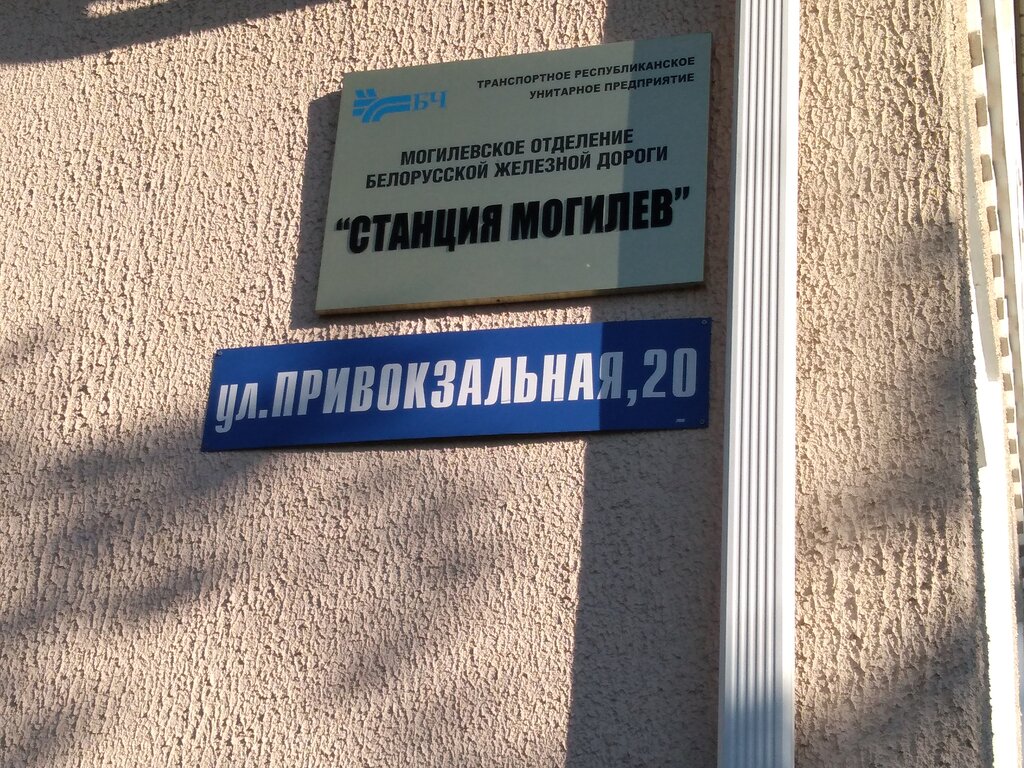 БЧ
ТРАНСПОРТНОЕ РЕСПУБЛИКАНСКОЕ
УНИТАРНОЕ ПРЕДПРИЯТИЕ
МОГИЛЕВСКОЕ ОТДЕЛЕНИЕ
БЕЛОРУССКОЙ ЖЕЛЕЗНОЙ ДОРОГИ
“СТАНЦИЯ МОГИЛЕВ”
ул.ПРИВОКЗАЛЬНАЯ,20